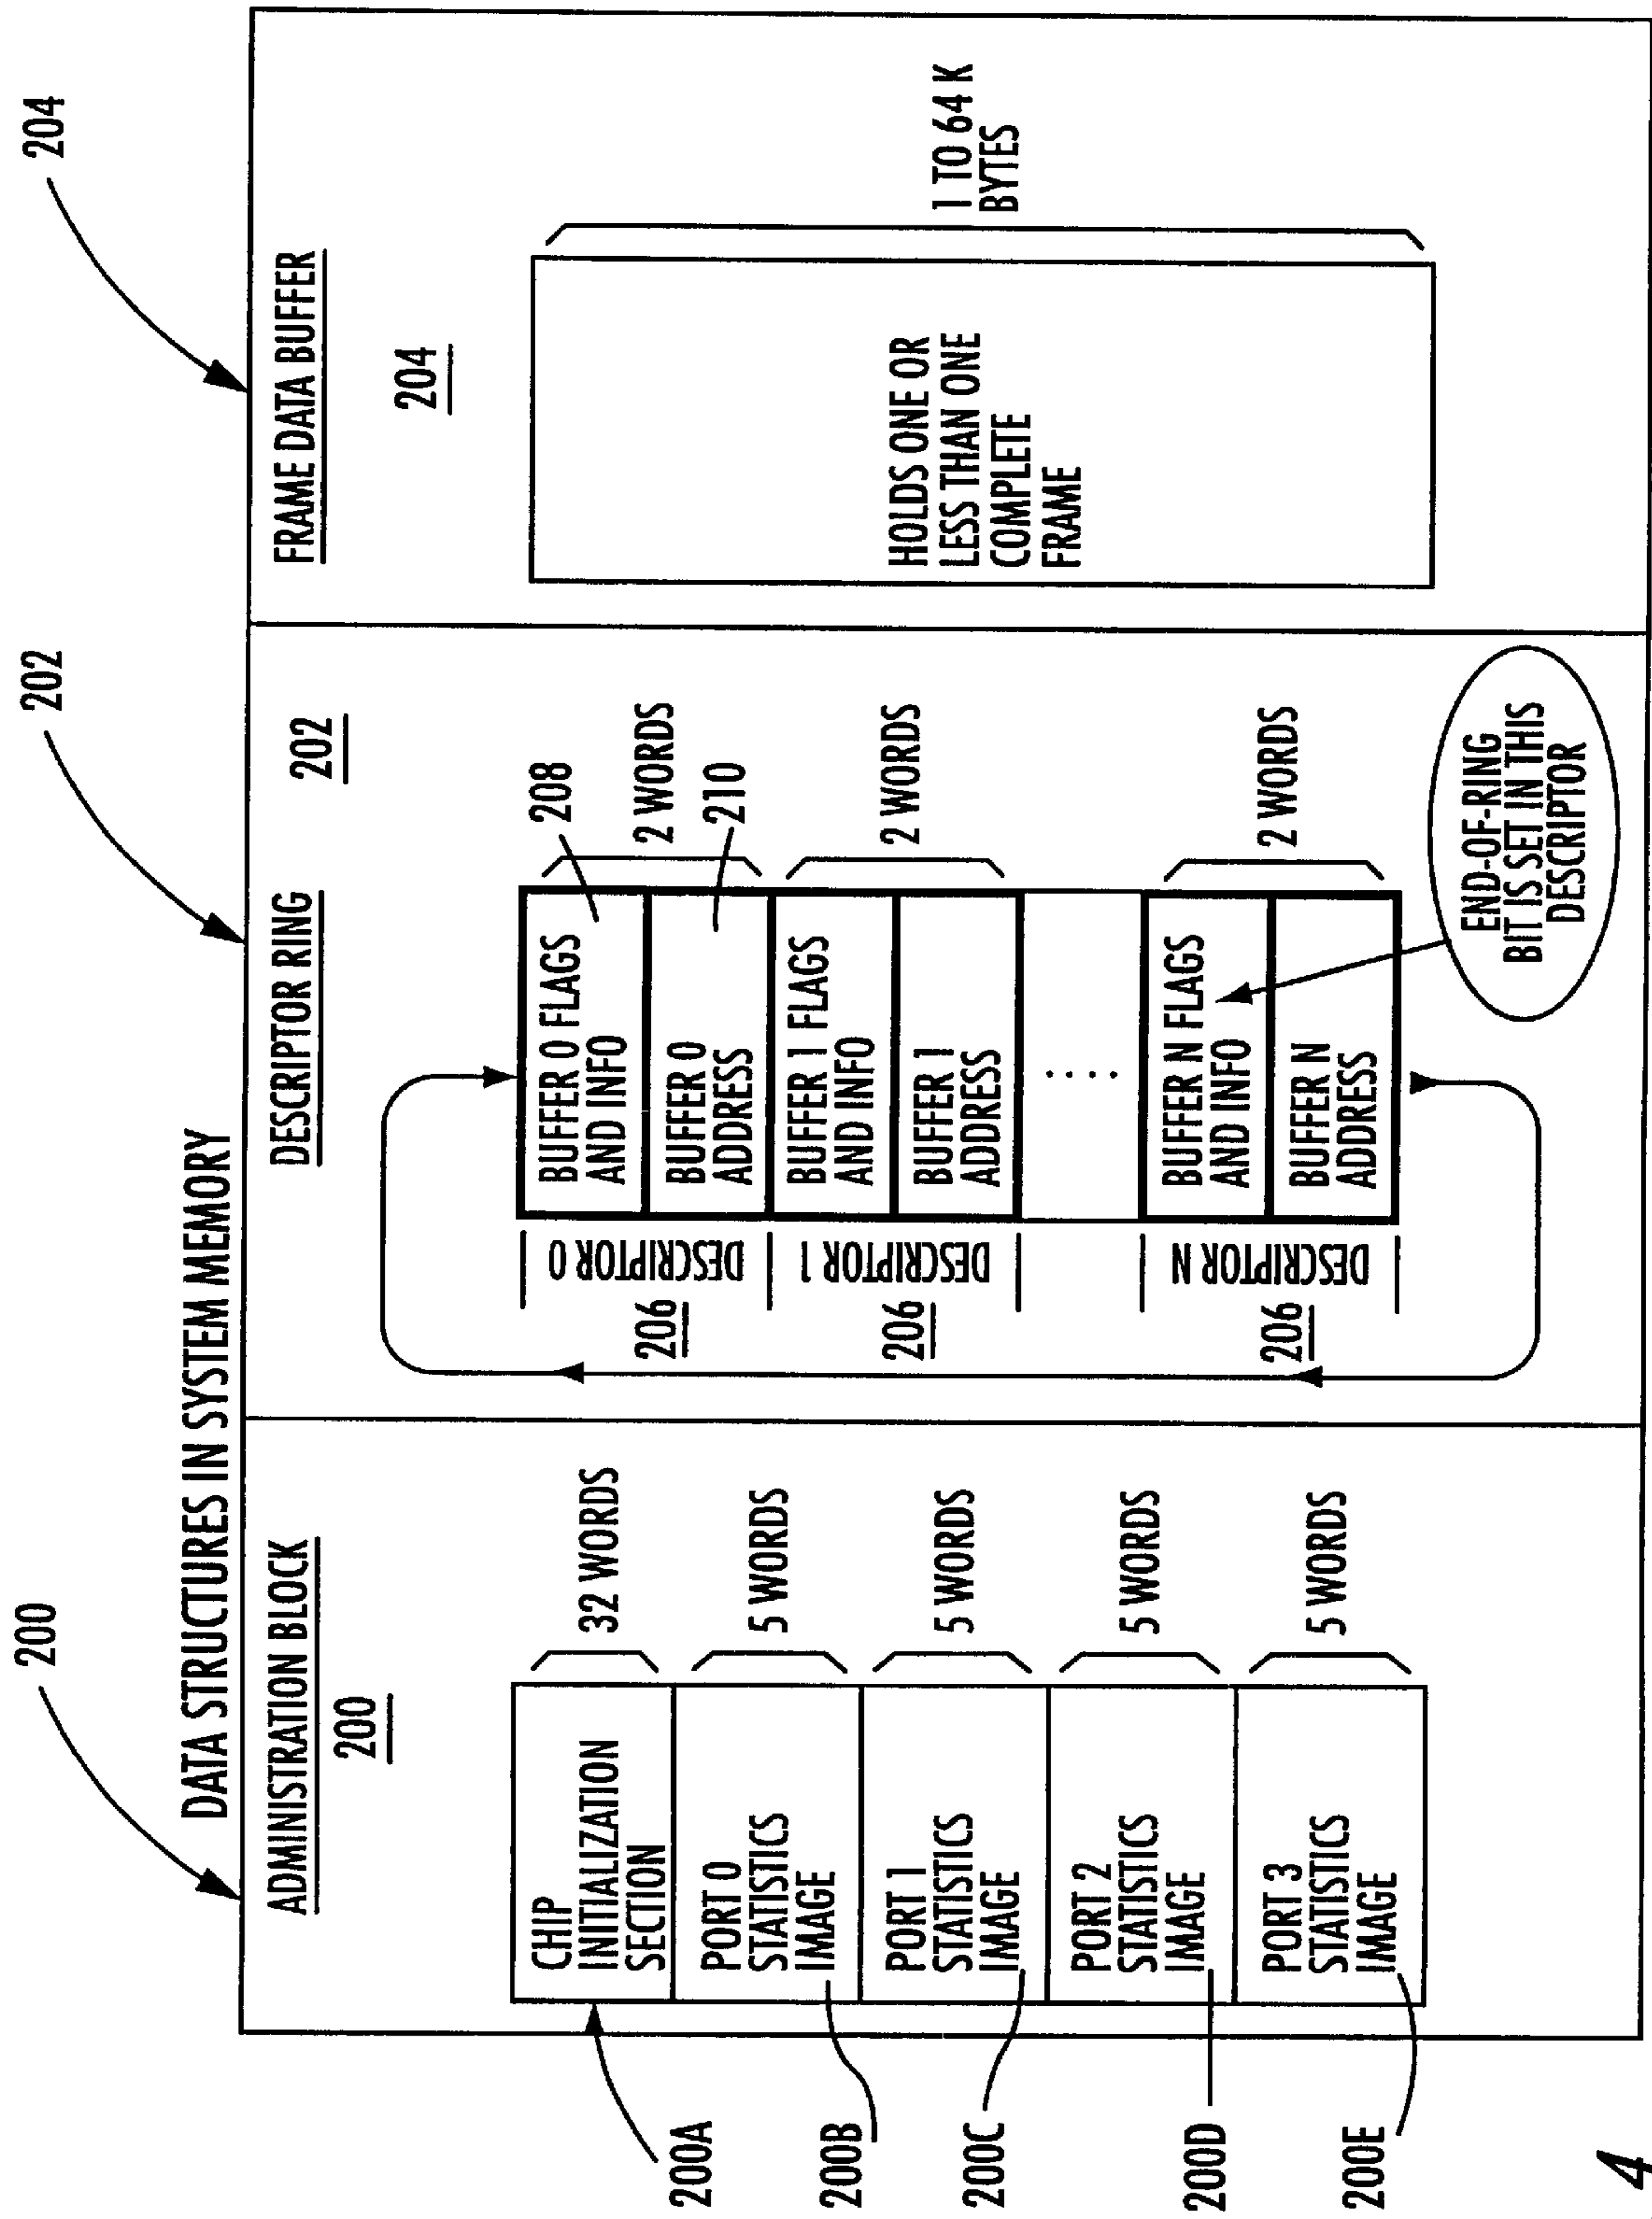 200
202
204
DATA STRUCTURES IN SYSTEM MEMORY
ADMINISTRATION BLOCK
200
CHIP
INITIALIZATION
SECTION
32 WORDS
PORT 0
STATISTICS
IMAGE
5 WORDS
PORT 1
STATISTICS
IMAGE
5 WORDS
PORT 2
STATISTICS
IMAGE
5 WORDS
PORT 3
STATISTICS
IMAGE
5 WORDS
200A
200B
200C
200D
200E
DESCRIPTOR RING
202
206
DESCRIPTOR 0
BUFFER 0 FLAGS
AND INFO
208
BUFFER 0
ADDRESS
2 WORDS
210
206
DESCRIPTOR 1
BUFFER 1 FLAGS
AND INFO
BUFFER 1
ADDRESS
2 WORDS
....
206
DESCRIPTOR N
BUFFER N FLAGS
AND INFO
BUFFER N
ADDRESS
2 WORDS
END-OF-RING
BIT IS SET IN THIS
DESCRIPTOR
FRAME DATA BUFFER
204
HOLDS ONE OR
LESS THAN ONE
COMPLETE
FRAME
1 TO 64 K
BYTES
4